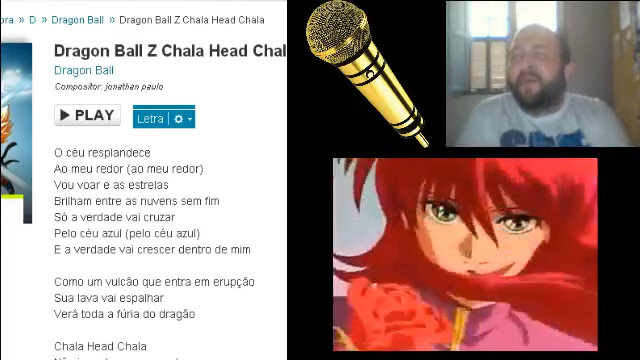 ora » D » Dragon Ball » Dragon Ball Z Chala Head Chala
Dragon Ball Z Chala Head Chal
Dragon Ball
Compositor: jonathan paulo
PLAY
Letra
O céu resplandece
Ao meu redor (ao meu redor)
Vou voar e as estrelas
Brilham entre as nuvens sem fim
Só a verdade vai cruzar
Pelo céu azul (pelo céu azul)
E a verdade vai crescer dentro de mim
Como um vulcão que entra em erupção
Sua lava vai espalhar
Verá toda a fúria do dragão
Chala Head Chala